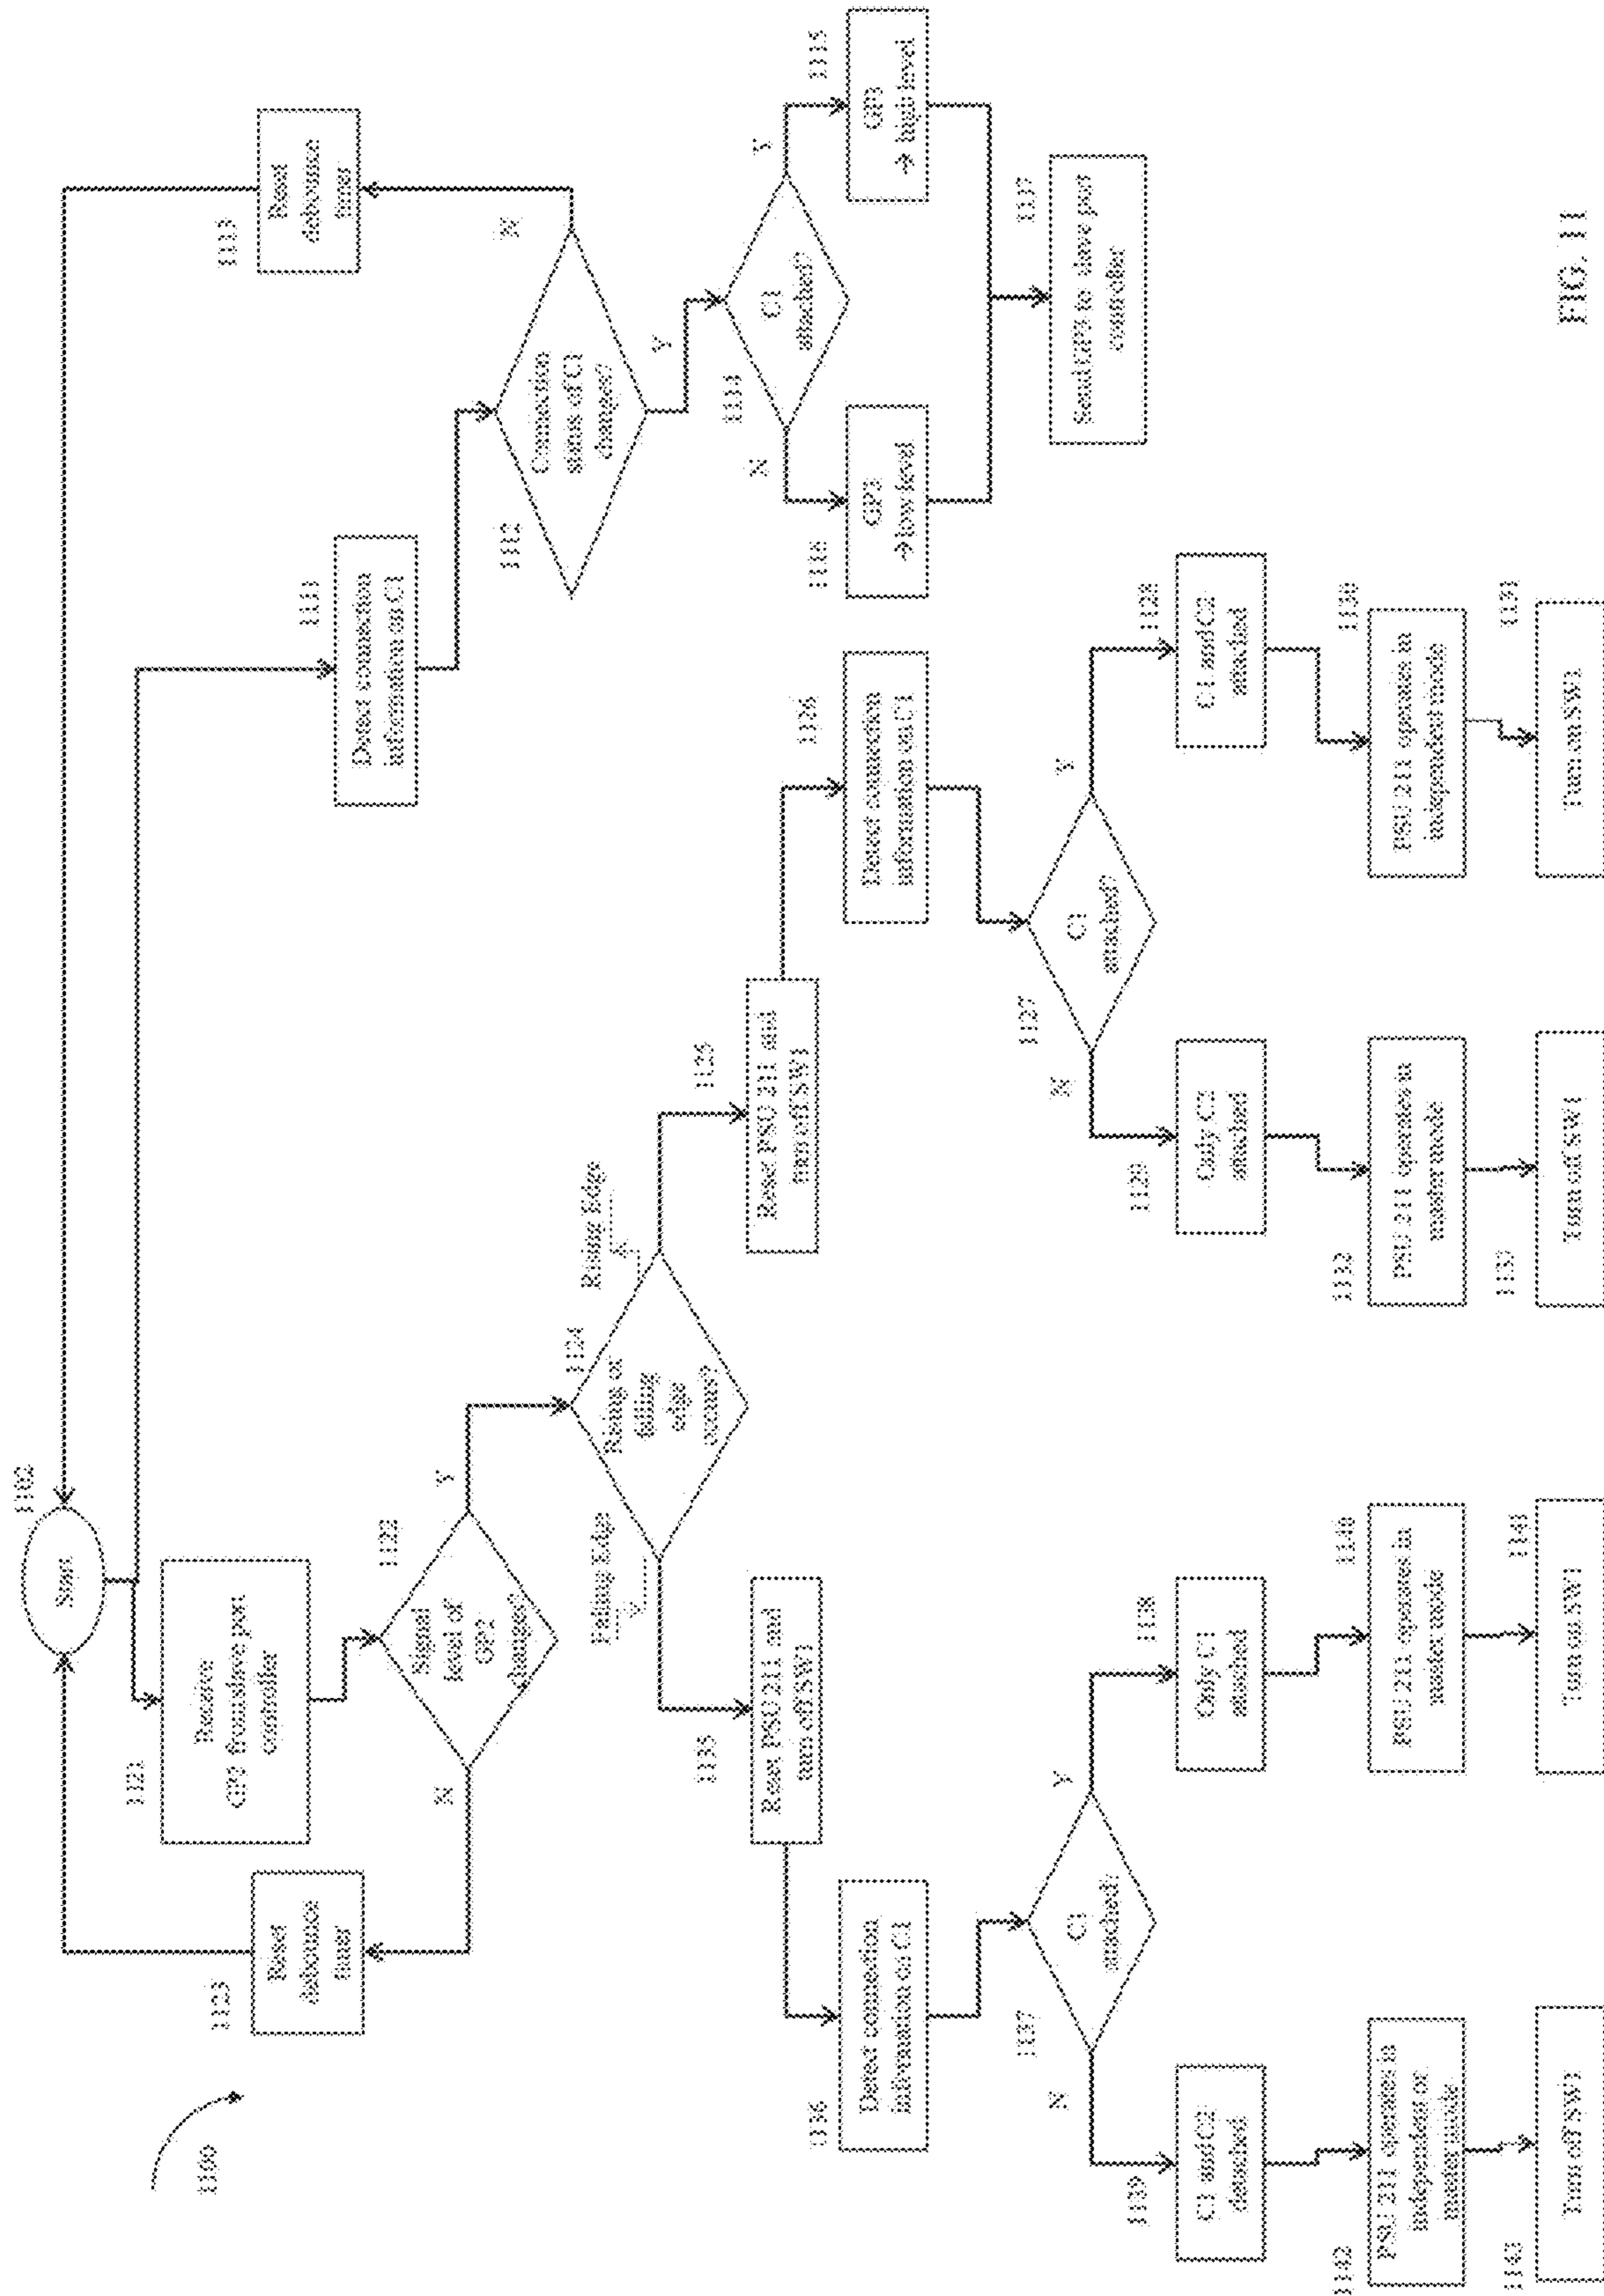 1100
1102
Start
1121
Receive
GP2 from slave port
controller
1111
Detect connection
information on C1
1113
Reset
debounce
timer
1123
Reset
debounce
timer
1122
Signal
level of
GP2
changes?
N
Y
1112
Connection
status of C1
changes?
N
Y
1124
Rising or
falling
edge
occurs?
Falling Edge
Rising Edge
C1
attached?
N
Y
1115
GP3
→ high level
1116
GP3
→ low level
1117
Send GP3 to slave port
controller
1135
Reset PSU 211 and
turn off SW1
1125
Reset PSU 211 and
turn off SW1
1136
Detect connection
information on C1
1126
Detect connection
information on C1
1137
C1
attached?
N
Y
1127
C1
attached?
N
Y
1139
C1 and C2
detached
1138
Only C1
attached
1129
Only C2
attached
1128
C1 and C2
attached
1142
PSU 211 operates in
independent or
master mode
1140
PSU 211 operates in
master mode
1132
PSU 211 operates in
master mode
1130
PSU 211 operates in
independent mode
1143
Turn off SW1
1141
Turn on SW1
Turn off SW1
Turn on SW1
FIG. 11